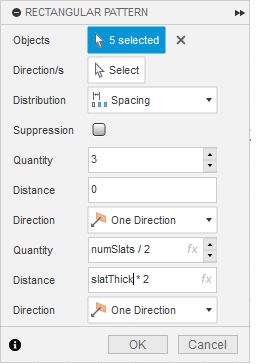 RECTANGULAR PATTERN
Objects 5 selected
Direction/s Select
Distribution Spacing
Suppression
Quantity 3
Distance 0
Direction One Direction
Quantity numSlats / 2 fx
Distance slatThick * 2 fx
Direction One Direction
OK Cancel